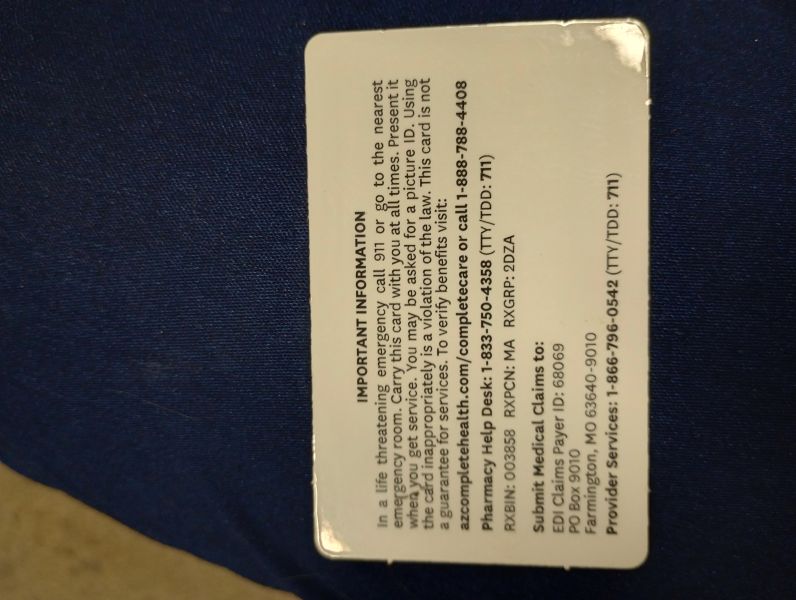 IMPORTANT INFORMATION
In a life threatening emergency call 911 or go to the nearest
emergency room. Carry this card with you at all times. Present it
when you get service. You may be asked for a picture ID. Using
the card inappropriately is a violation of the law. This card is not
a guarantee for services. To verify benefits visit:
azcompletehealth.com/completecare or call 1-888-788-4408
Pharmacy Help Desk: 1-833-750-4358 (TTY/TDD: 711)
RXBIN: 003858 RXPCN: MA RXGRP: 2DZA
Submit Medical Claims to:
EDI Claims Payer ID: 68069
PO Box 9010
Farmington, MO 63640-9010
Provider Services: 1-866-796-0542 (TTY/TDD: 711)